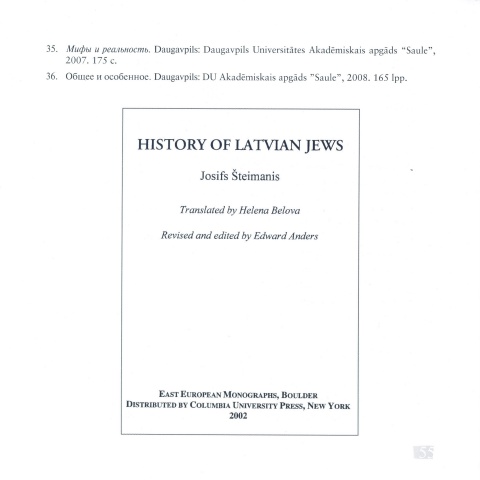 35. Мифы и реальность. Daugavpils: Daugavpils Universitātes Akadēmiskais apgāds “Saule”,
2007. 175 с.
36. Общее и особенное. Daugavpils: DU Akadēmiskais apgāds ”Saule”, 2008. 165 lpp.
HISTORY OF LATVIAN JEWS
Josifs Šteimanis
Translated by Helena Belova
Revised and edited by Edward Anders
EAST EUROPEAN MONOGRAPHS, BOULDER
DISTRIBUTED BY COLUMBIA UNIVERSITY PRESS, NEW YORK
2002
55